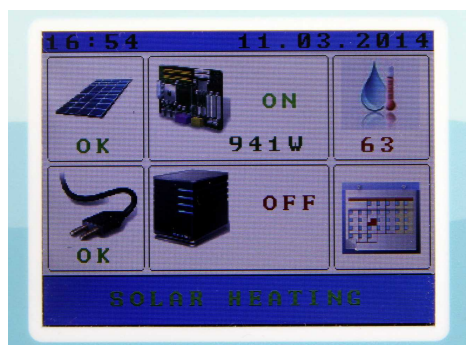 16:54 11.03.2014
ON
OK 941W 63
OFF
OK
SOLAR HEATING